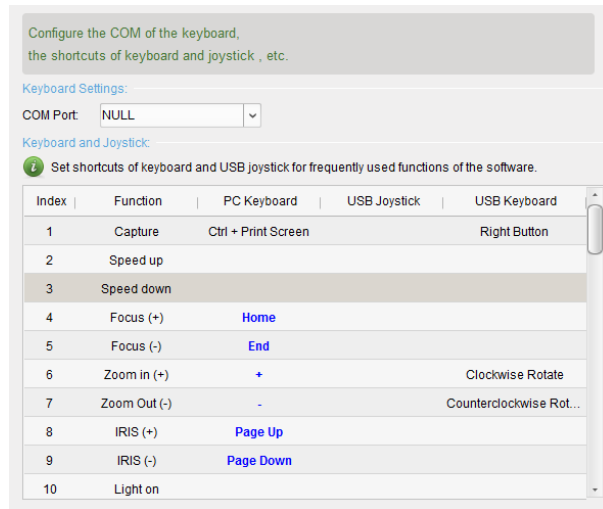 Configure the COM of the keyboard,
the shortcuts of keyboard and joystick , etc.
Keyboard Settings:
COM Port: NULL
Keyboard and Joystick:
Set shortcuts of keyboard and USB joystick for frequently used functions of the software.
Index Function PC Keyboard USB Joystick USB Keyboard
1 Capture Ctrl + Print Screen Right Button
2 Speed up
3 Speed down
4 Focus (+) Home
5 Focus (-) End
6 Zoom in (+) + Clockwise Rotate
7 Zoom Out (-) - Counterclockwise Rot...
8 IRIS (+) Page Up
9 IRIS (-) Page Down
10 Light on